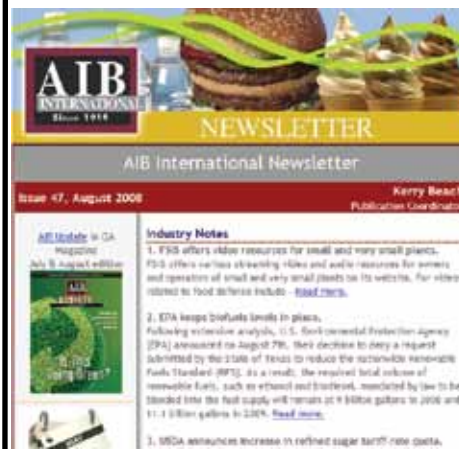 AIB
INTERNATIONAL
Since 1919
NEWSLETTER
AIB International Newsletter
Issue 47, August 2008
Kerry Beach
Publication Coordinator
AIB Update is QA
Magazine
July & August edition
AIB
UPDATE
Industry Notes
1. FSIS offers video resources for small and very small plants.
FSIS offers various streaming video and audio resources for owners
and operators of small and very small plants on its website. For videos
related to food defense include - Read more.
2. EPA keeps biofuels levels in place.
Following extensive analysis, U.S. Environmental Protection Agency
(EPA) announced on August 7th, their decision to deny a request
submitted by the State of Texas to reduce the nationwide Renewable
Fuels Standard (RFS). As a result, the required total volume of
renewable fuels, such as ethanol and biodiesel, mandated by law to be
blended into the fuel supply will remain at 9 billion gallons in 2008 and
11.1 billion gallons in 2009. Read more.
3. USDA announces increase in refined sugar tariff-rate quota.